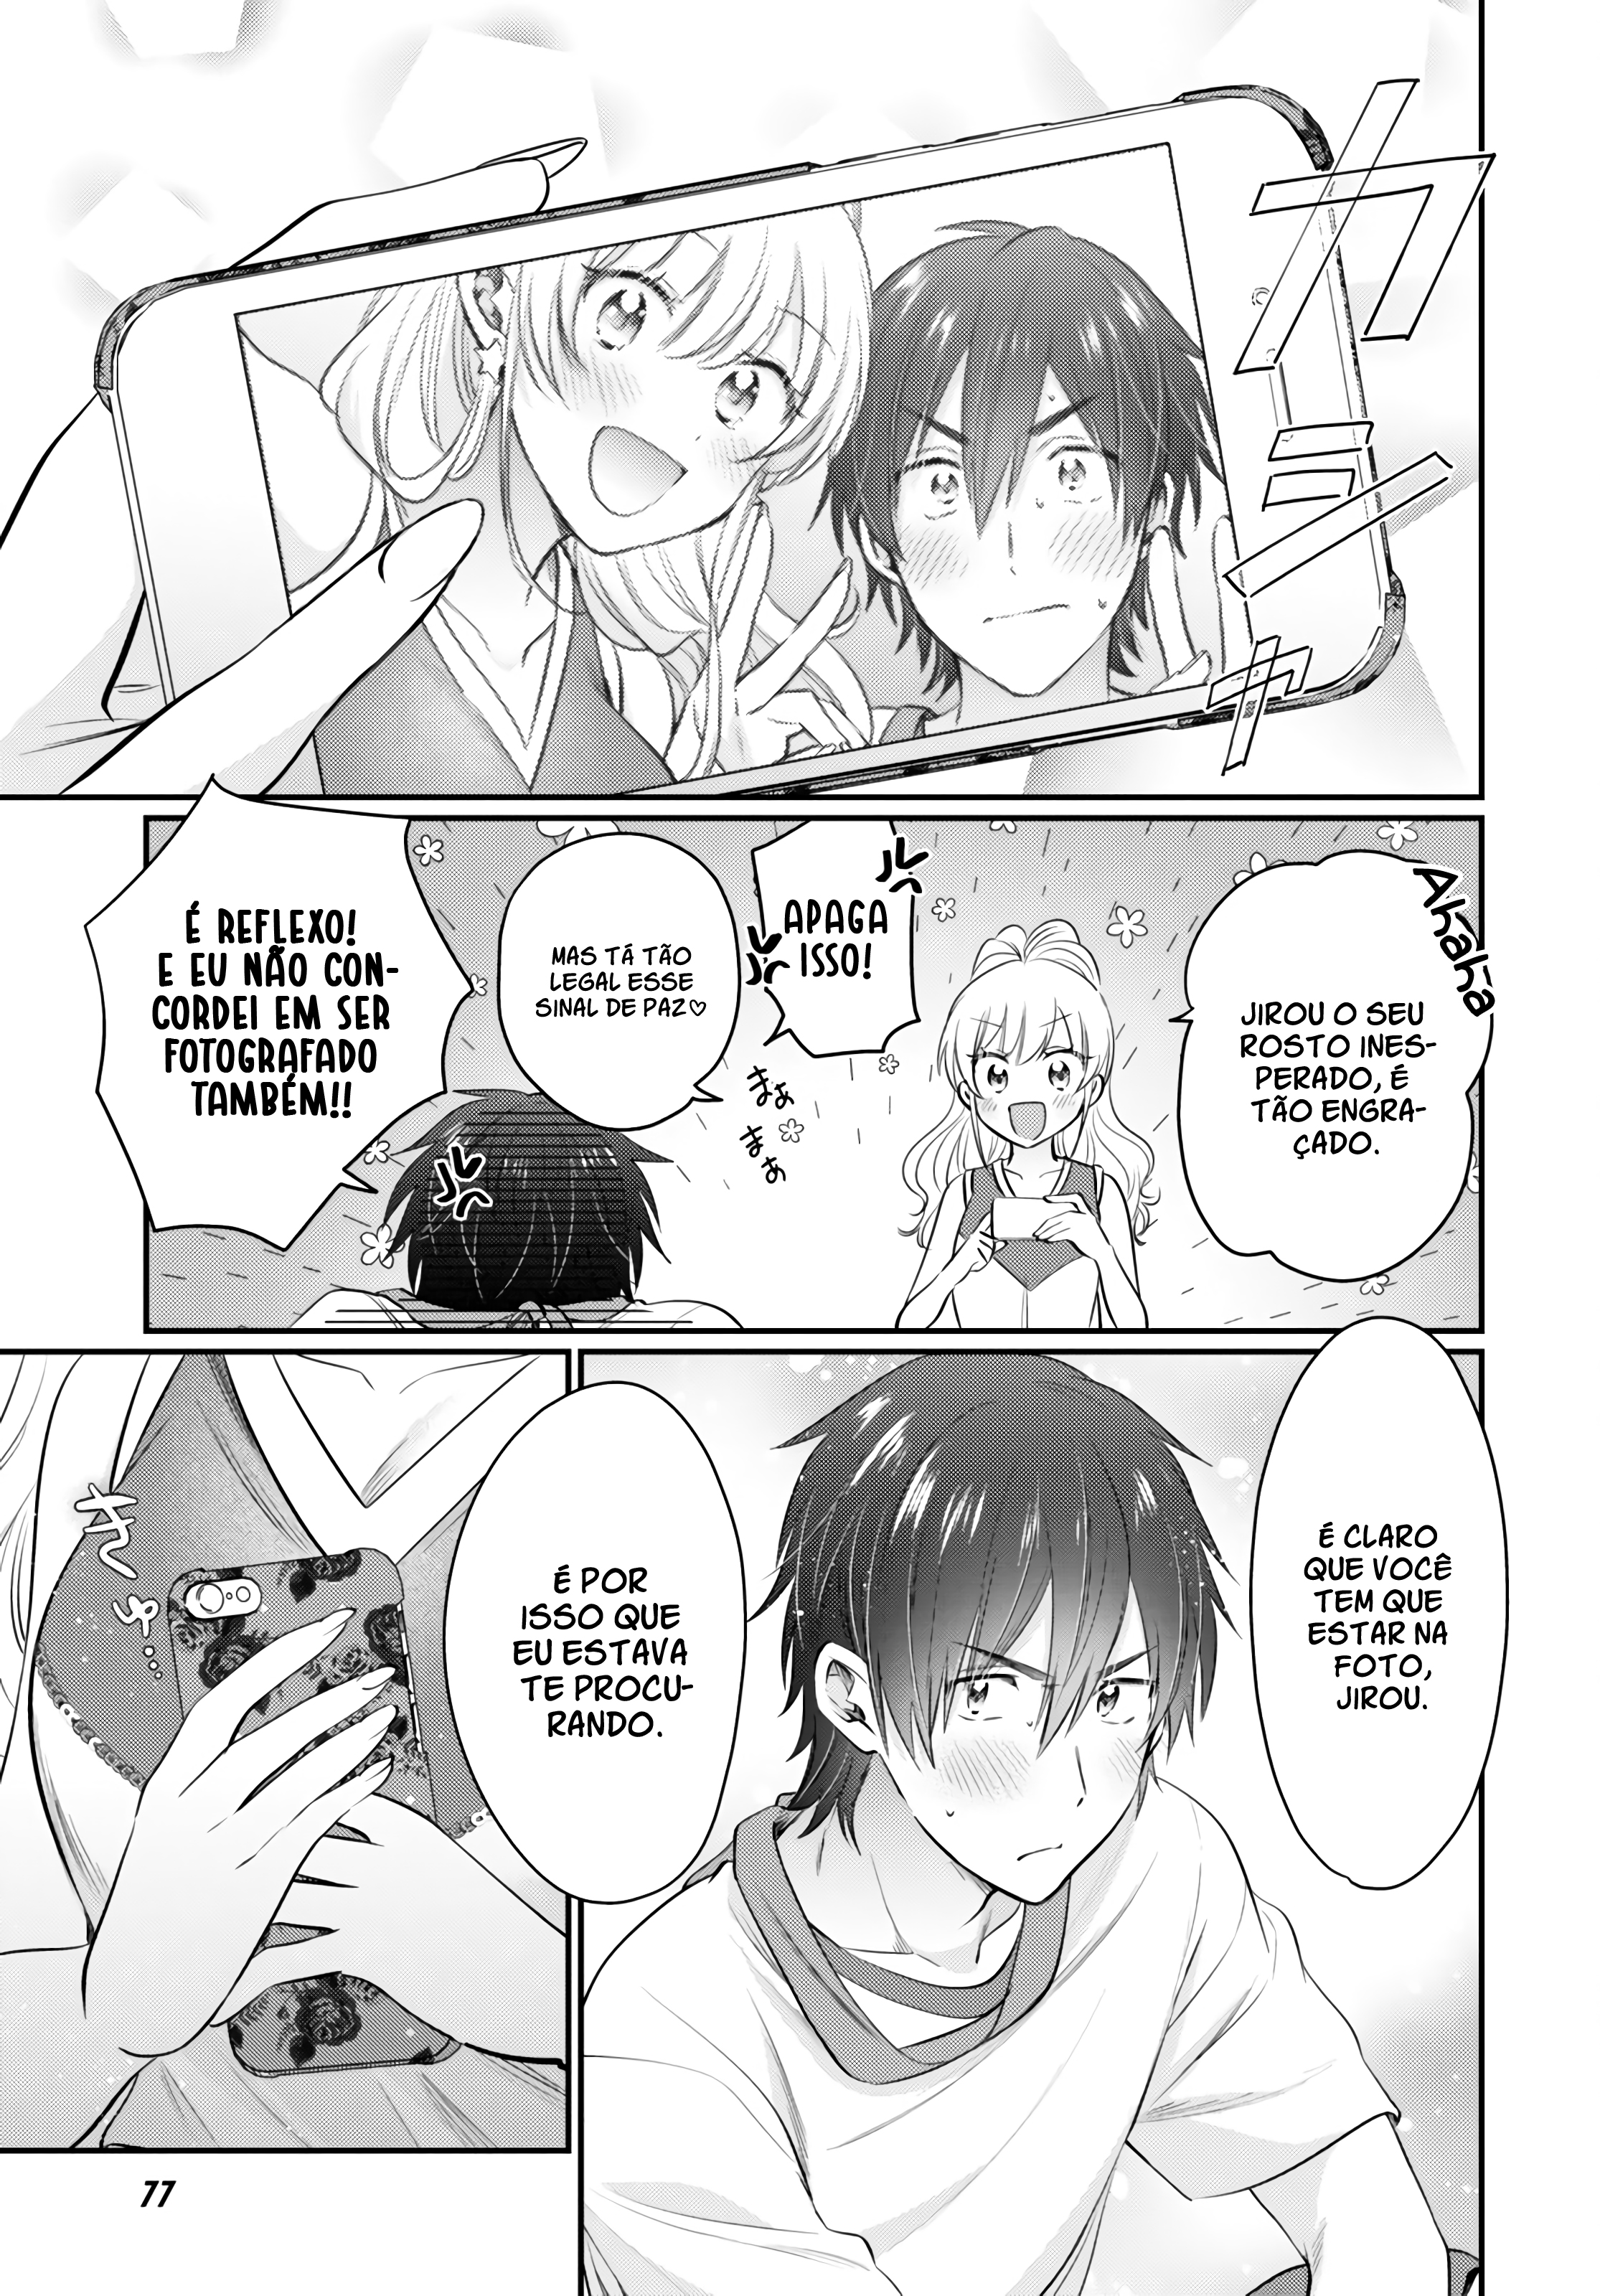 カシャ
Ahaha
JIROU O SEU
ROSTO INES-
PERADO, É
TÃO ENGRA-
ÇADO.
APAGA
ISSO!
まぁ
まぁ
MAS TÁ TÃO
LEGAL ESSE
SINAL DE PAZ♡
É REFLEXO!
E EU NÃO CON-
CORDEI EM SER
FOTOGRAFADO
TAMBÉM!!
É CLARO
QUE VOCÊ
TEM QUE
ESTAR NA
FOTO,
JIROU.
É POR
ISSO QUE
EU ESTAVA
TE PROCU-
RANDO.
きゅ…
77